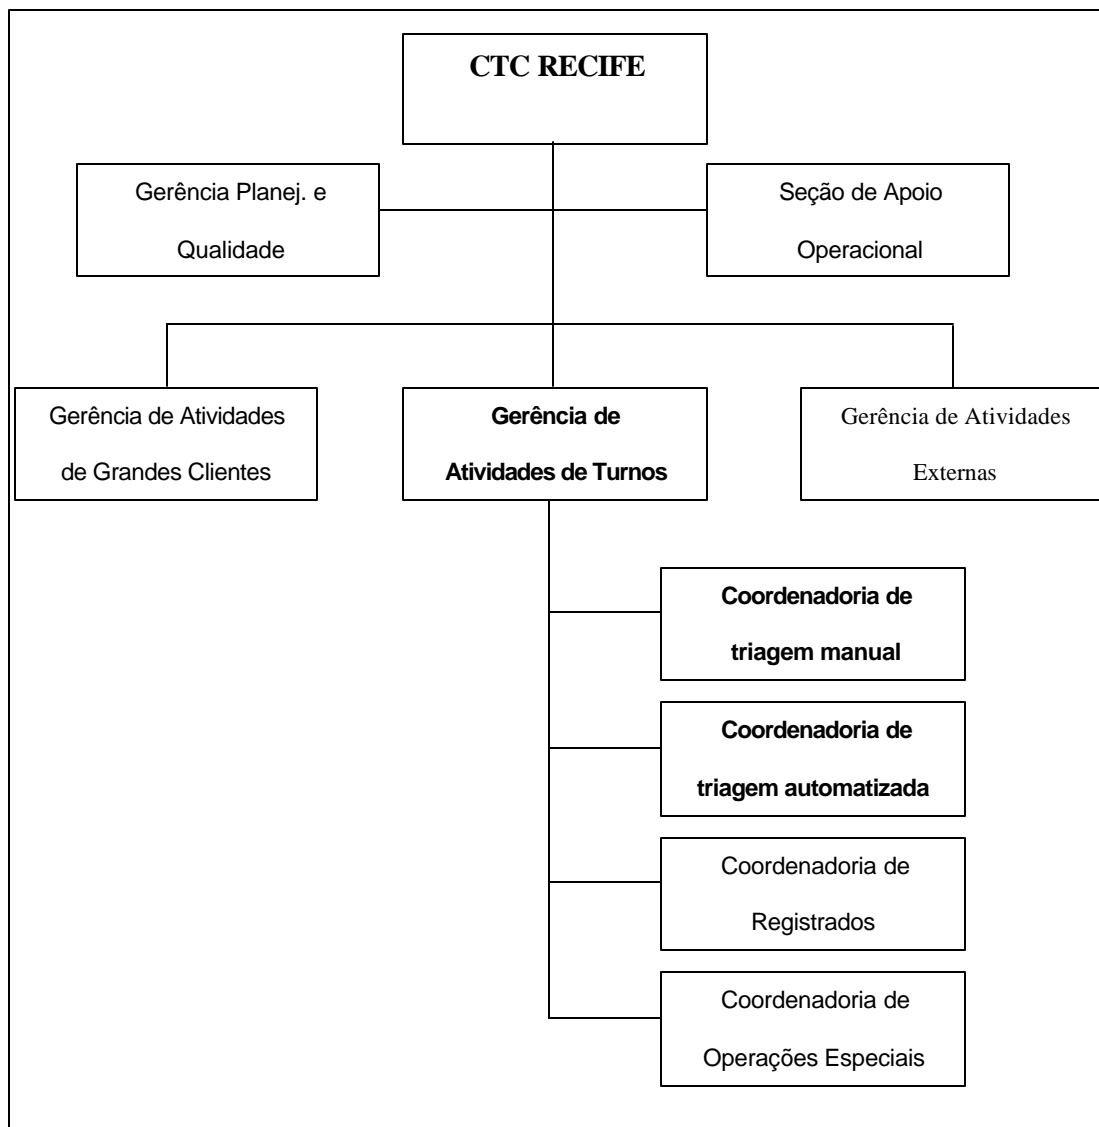 CTC RECIFE
Gerência Planej. e
Qualidade
Seção de Apoio
Operacional
Gerência de Atividades
de Grandes Clientes
Gerência de
Atividades de Turnos
Gerência de Atividades
Externas
Coordenadoria de
triagem manual
Coordenadoria de
triagem automatizada
Coordenadoria de
Registrados
Coordenadoria de
Operações Especiais